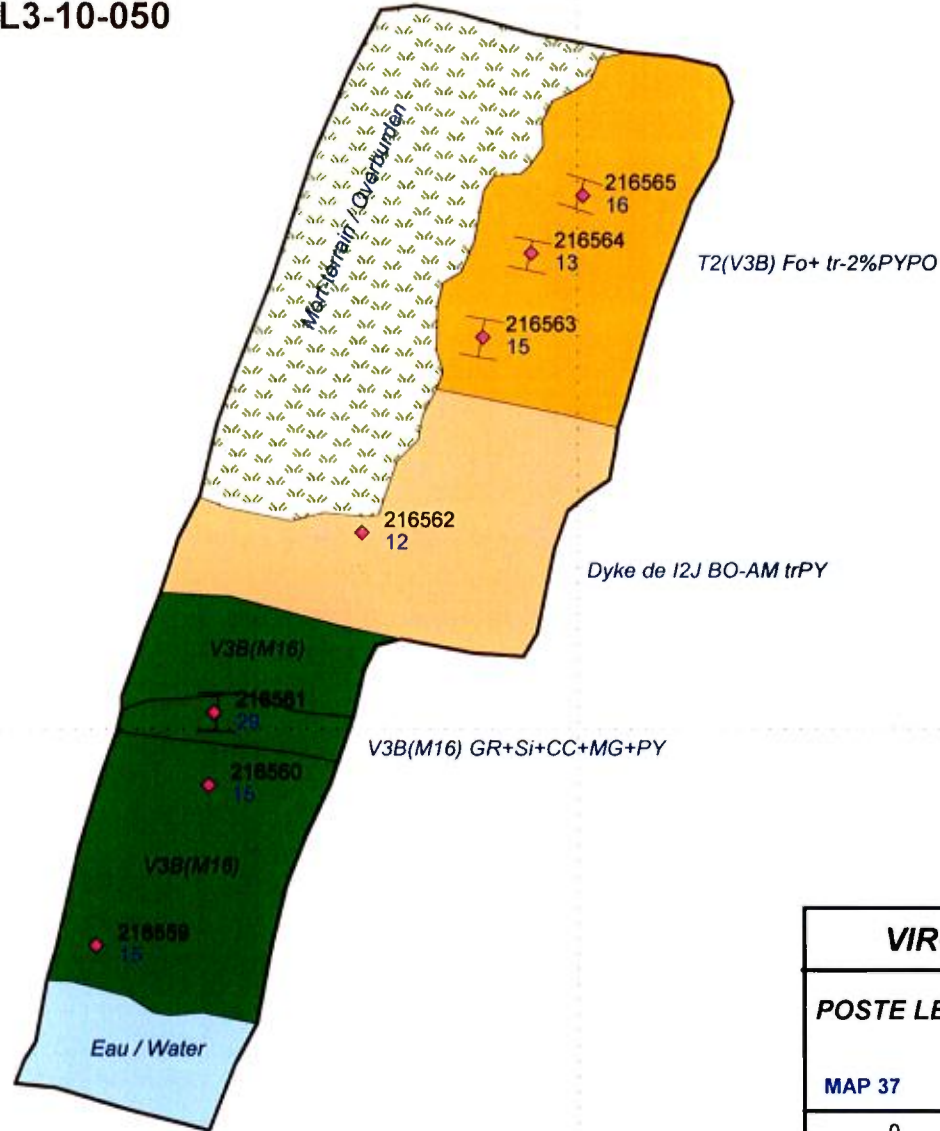 L3-10-050
Mort-terrain / Overburden
216565
16
216564
13
T2(V3B) Fo+ tr-2%PYPO
216563
15
216562
12
Dyke de I2J BO-AM trPY
V3B(M16)
216561
29
V3B(M16) GR+Si+CC+MG+PY
216560
15
V3B(M16)
216559
15
Eau / Water
VIR
POSTE LE
MAP 37
0